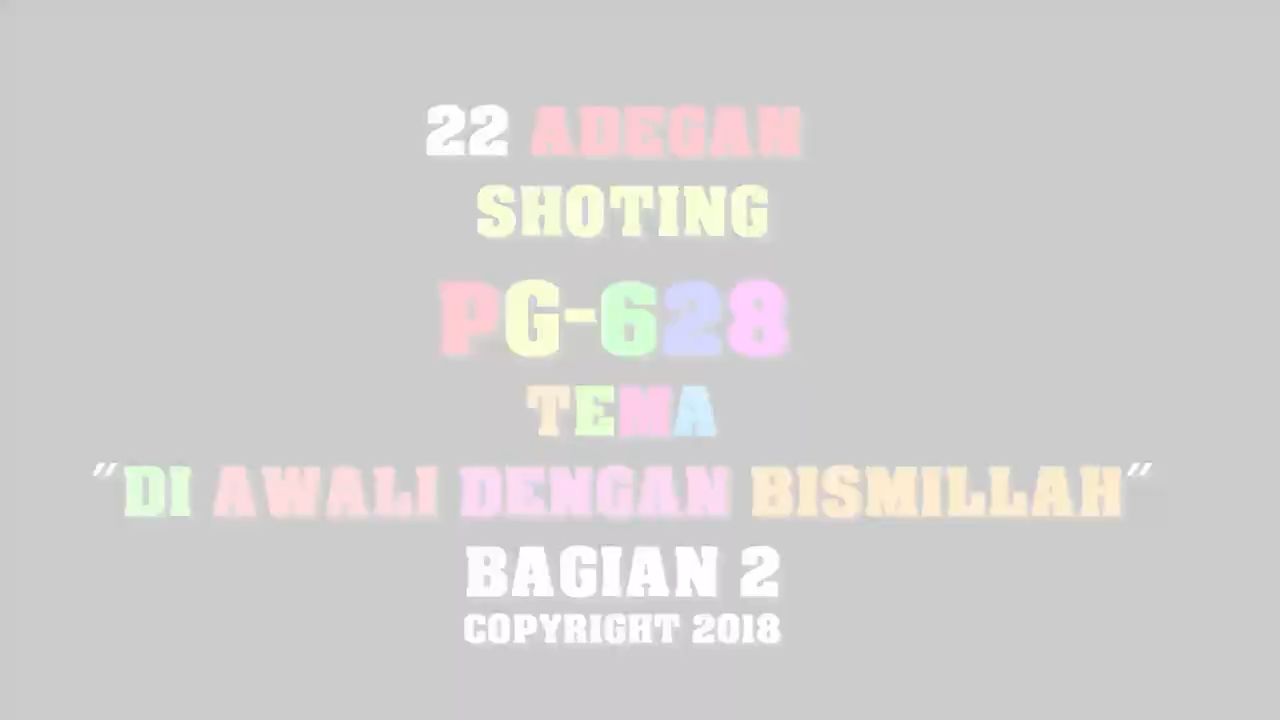 22 ADEGAN
SHOTING
PG-628
TEMA
"DI AWALI DENGAN BISMILLAH"
BAGIAN 2
COPYRIGHT 2018